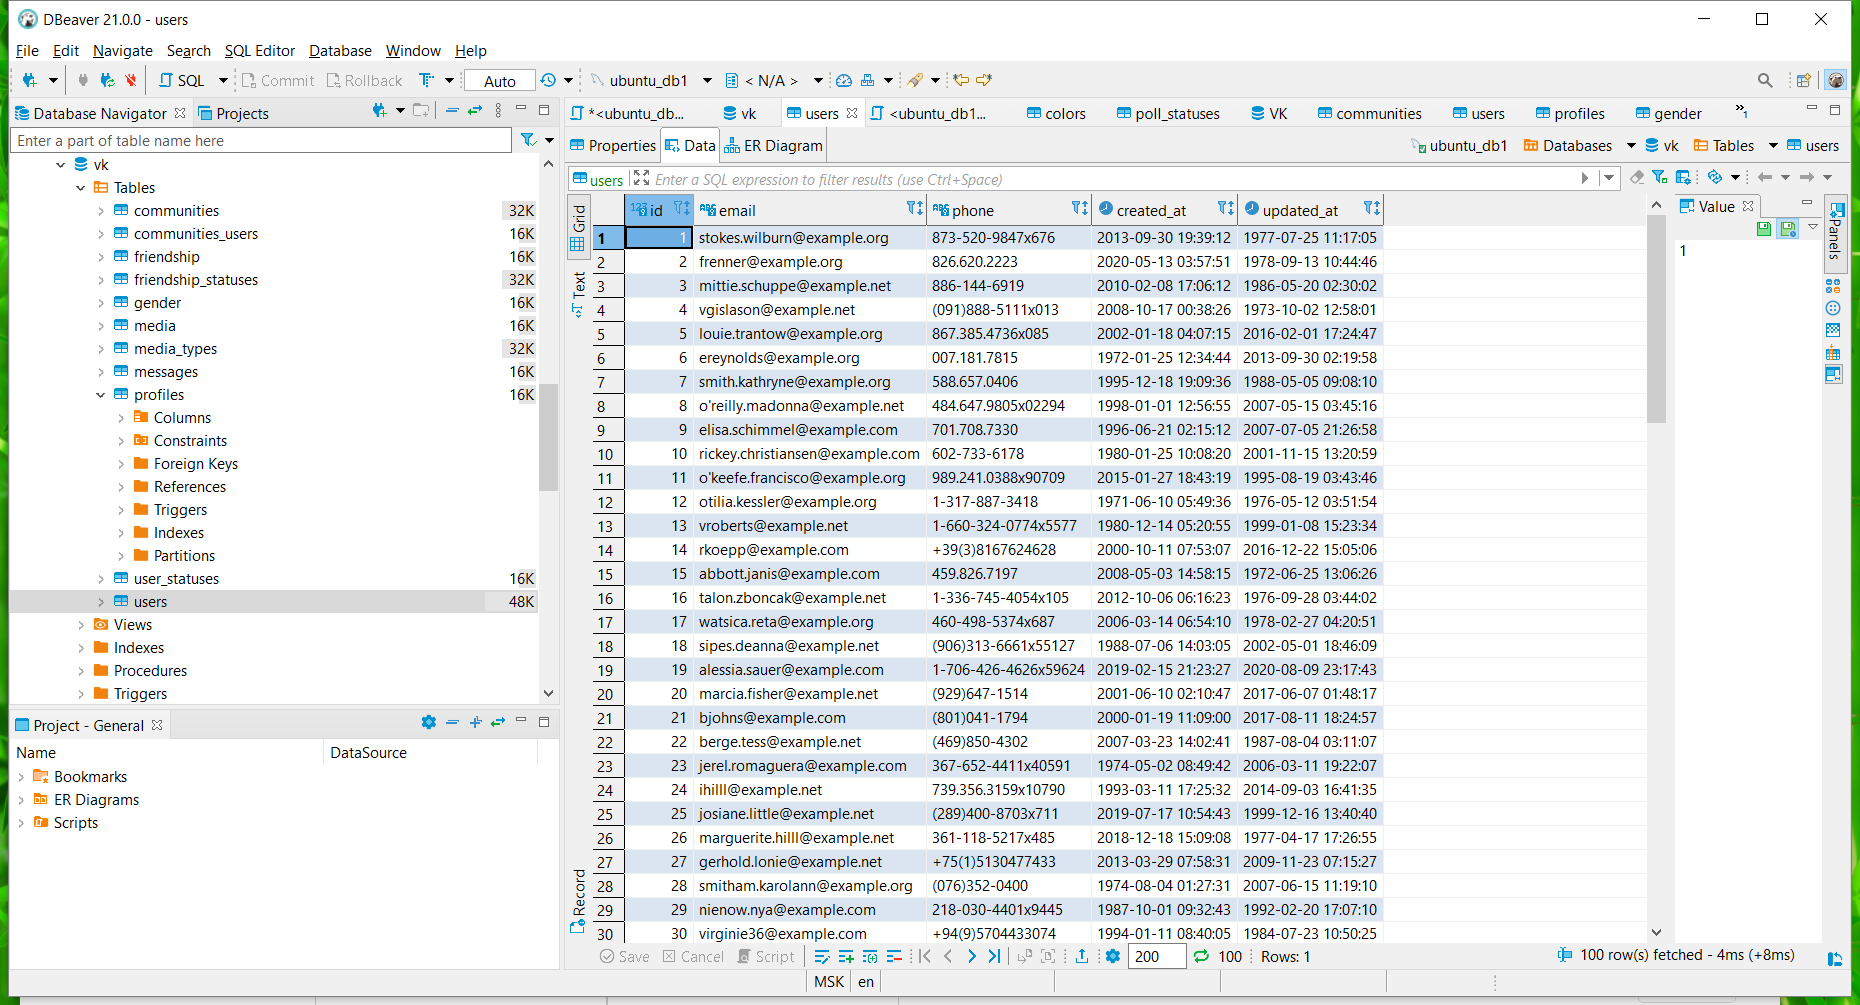 DBeaver 21.0.0 - users
File Edit Navigate Search SQL Editor Database Window Help
SQL Commit Rollback Auto ubuntu_db1 < N/A >
Database Navigator Projects
*<ubuntu_db... vk users <ubuntu_db1... colors poll_statuses VK communities users profiles gender »1
Enter a part of table name here
Properties Data ER Diagram ubuntu_db1 Databases vk Tables users
vk
Tables
communities 32K
communities_users 16K
friendship 16K
friendship_statuses 32K
gender 16K
media 16K
media_types 32K
messages 16K
profiles 16K
Columns
Constraints
Foreign Keys
References
Triggers
Indexes
Partitions
user_statuses 16K
users 48K
Views
Indexes
Procedures
Triggers
Project - General
Name DataSource
Bookmarks
ER Diagrams
Scripts
users Enter a SQL expression to filter results (use Ctrl+Space)
Grid
Text
Record
123 id ABC email ABC phone created_at updated_at
1 1 stokes.wilburn@example.org 873-520-9847x676 2013-09-30 19:39:12 1977-07-25 11:17:05
2 2 frenner@example.org 826.620.2223 2020-05-13 03:57:51 1978-09-13 10:44:46
3 3 mittie.schuppe@example.net 886-144-6919 2010-02-08 17:06:12 1986-05-20 02:30:02
4 4 vgislason@example.net (091)888-5111x013 2008-10-17 00:38:26 1973-10-02 12:58:01
5 5 louie.trantow@example.org 867.385.4736x085 2002-01-18 04:07:15 2016-02-01 17:24:47
6 6 ereynolds@example.org 007.181.7815 1972-01-25 12:34:44 2013-09-30 02:19:58
7 7 smith.kathryne@example.org 588.657.0406 1995-12-18 19:09:36 1988-05-05 09:08:10
8 8 o'reilly.madonna@example.net 484.647.9805x02294 1998-01-01 12:56:55 2007-05-15 03:45:16
9 9 elisa.schimmel@example.com 701.708.7330 1996-06-21 02:15:12 2007-07-05 21:26:58
10 10 rickey.christiansen@example.com 602-733-6178 1980-01-25 10:08:20 2001-11-15 13:20:59
11 11 o'keefe.francisco@example.org 989.241.0388x90709 2015-01-27 18:43:19 1995-08-19 03:43:46
12 12 otilia.kessler@example.org 1-317-887-3418 1971-06-10 05:49:36 1976-05-12 03:51:54
13 13 vroberts@example.net 1-660-324-0774x5577 1980-12-14 05:20:55 1999-01-08 15:23:34
14 14 rkoepp@example.com +39(3)8167624628 2000-10-11 07:53:07 2016-12-22 15:05:06
15 15 abbott.janis@example.com 459.826.7197 2008-05-03 14:58:15 1972-06-25 13:06:26
16 16 talon.zboncak@example.net 1-336-745-4054x105 2012-10-06 06:16:23 1976-09-28 03:44:02
17 17 watsica.reta@example.org 460-498-5374x687 2006-03-14 06:54:10 1978-02-27 04:20:51
18 18 sipes.deanna@example.net (906)313-6661x55127 1988-07-06 14:03:05 2002-05-01 18:46:09
19 19 alessia.sauer@example.com 1-706-426-4626x59624 2019-02-15 21:23:27 2020-08-09 23:17:43
20 20 marcia.fisher@example.net (929)647-1514 2001-06-10 02:10:47 2017-06-07 01:48:17
21 21 bjohns@example.com (801)041-1794 2000-01-19 11:09:00 2017-08-11 18:24:57
22 22 berge.tess@example.net (469)850-4302 2007-03-23 14:02:41 1987-08-04 03:11:07
23 23 jerel.romaguera@example.com 367-652-4411x40591 1974-05-02 08:49:42 2006-03-11 19:22:07
24 24 ihilll@example.net 739.356.3159x10790 1993-03-11 17:25:32 2014-09-03 16:41:35
25 25 josiane.little@example.net (289)400-8703x711 2019-07-17 10:54:43 1999-12-16 13:40:40
26 26 marguerite.hilll@example.net 361-118-5217x485 2018-12-18 15:09:08 1977-04-17 17:26:55
27 27 gerhold.lonie@example.net +75(1)5130477433 2013-03-29 07:58:31 2009-11-23 07:15:27
28 28 smitham.karolann@example.org (076)352-0400 1974-08-04 01:27:31 2007-06-15 11:19:10
29 29 nienow.nya@example.com 218-030-4401x9445 1987-10-01 09:32:43 1992-02-20 17:07:10
30 30 virginie36@example.com +94(9)5704433074 1994-01-11 08:40:05 1984-07-23 10:50:25
Value
1
Panels
Save Cancel Script 200 100 Rows: 1 100 row(s) fetched - 4ms (+8ms)
MSK en